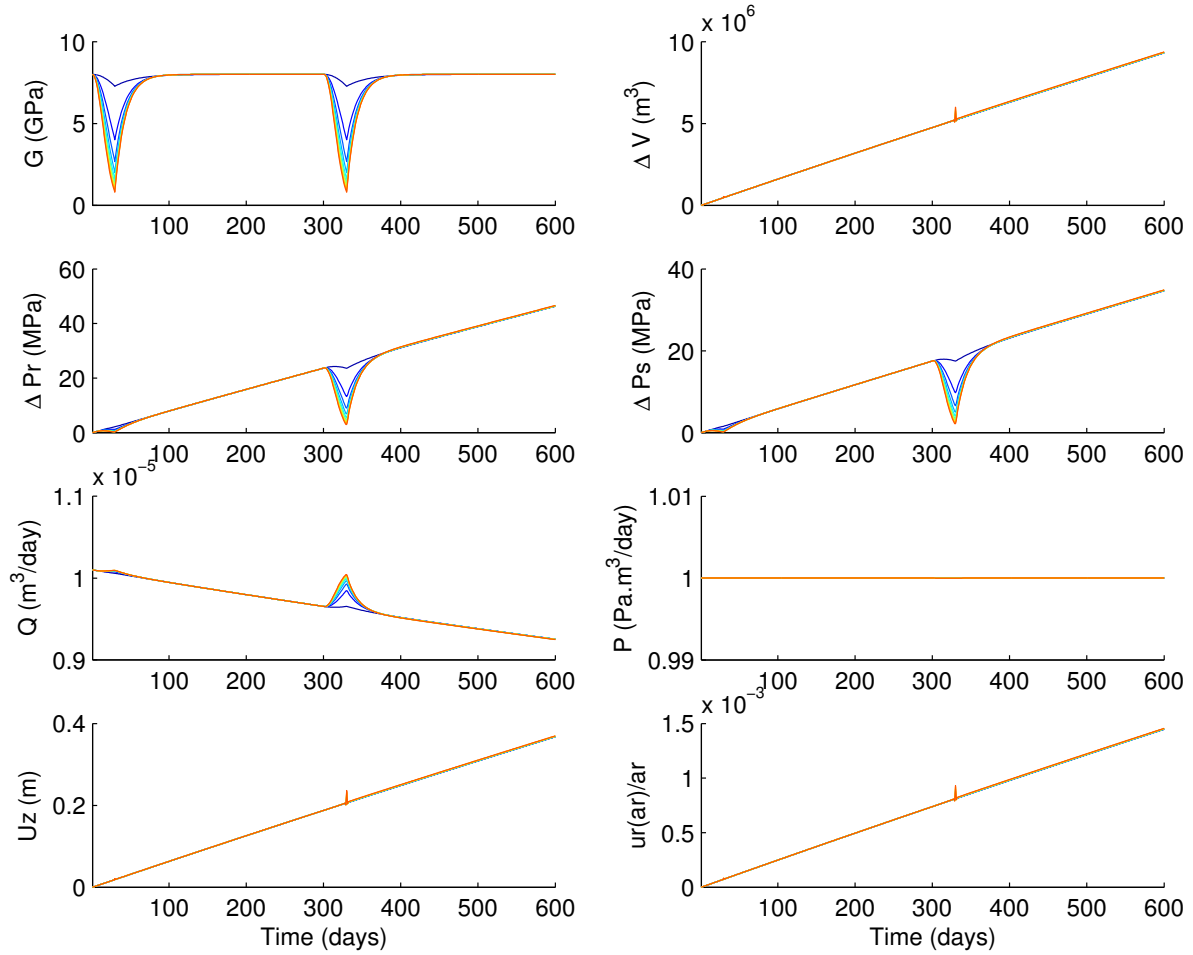 x 10⁶
10
5
0
G (GPa)
100 200 300 400 500 600
10
5
0
Δ V (m³)
100 200 300 400 500 600
60
40
20
0
Δ Pr (MPa)
100 200 300 400 500 600
40
20
0
Δ Ps (MPa)
100 200 300 400 500 600
x 10⁻⁵
1.1
1
0.9
Q (m³/day)
100 200 300 400 500 600
1.01
1
0.99
P (Pa.m³/day)
100 200 300 400 500 600
0.4
0.2
0
Uz (m)
100 200 300 400 500 600
Time (days)
x 10⁻³
1.5
1
0.5
0
ur(ar)/ar
100 200 300 400 500 600
Time (days)